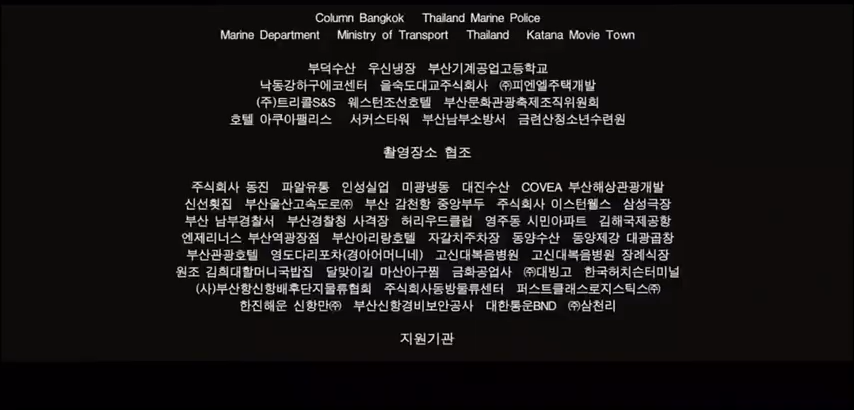 Column Bangkok Thailand Marine Police
Marine Department Ministry of Transport Thailand Katana Movie Town
부덕수산 우신냉장 부산기계공업고등학교
낙동강하구에코센터 을숙도대교주식회사 ㈜피엔엘주택개발
(주)트리콜S&S 웨스턴조선호텔 부산문화관광축제조직위원회
호텔 아쿠아팰리스 서커스타워 부산남부소방서 금련산청소년수련원
촬영장소 협조
주식회사 동진 파알유통 인성실업 미광냉동 대진수산 COVEA 부산해상관광개발
신선횟집 부산울산고속도로㈜ 부산 감천항 중앙부두 주식회사 이스턴웰스 삼성극장
부산 남부경찰서 부산경찰청 사격장 허리우드클럽 영주동 시민아파트 김해국제공항
엔제리너스 부산역광장점 부산아리랑호텔 자갈치주차장 동양수산 동양제강 대광곱창
부산관광호텔 영도다리포차(경아어머니네) 고신대복음병원 고신대복음병원 장례식장
원조 김희대할머니국밥집 달맞이길 마산아구찜 금화공업사 ㈜대빙고 한국허치슨터미널
(사)부산항신항배후단지물류협회 주식회사동방물류센터 퍼스트클래스로지스틱스㈜
한진해운 신항만㈜ 부산신항경비보안공사 대한통운BND ㈜삼천리
지원기관